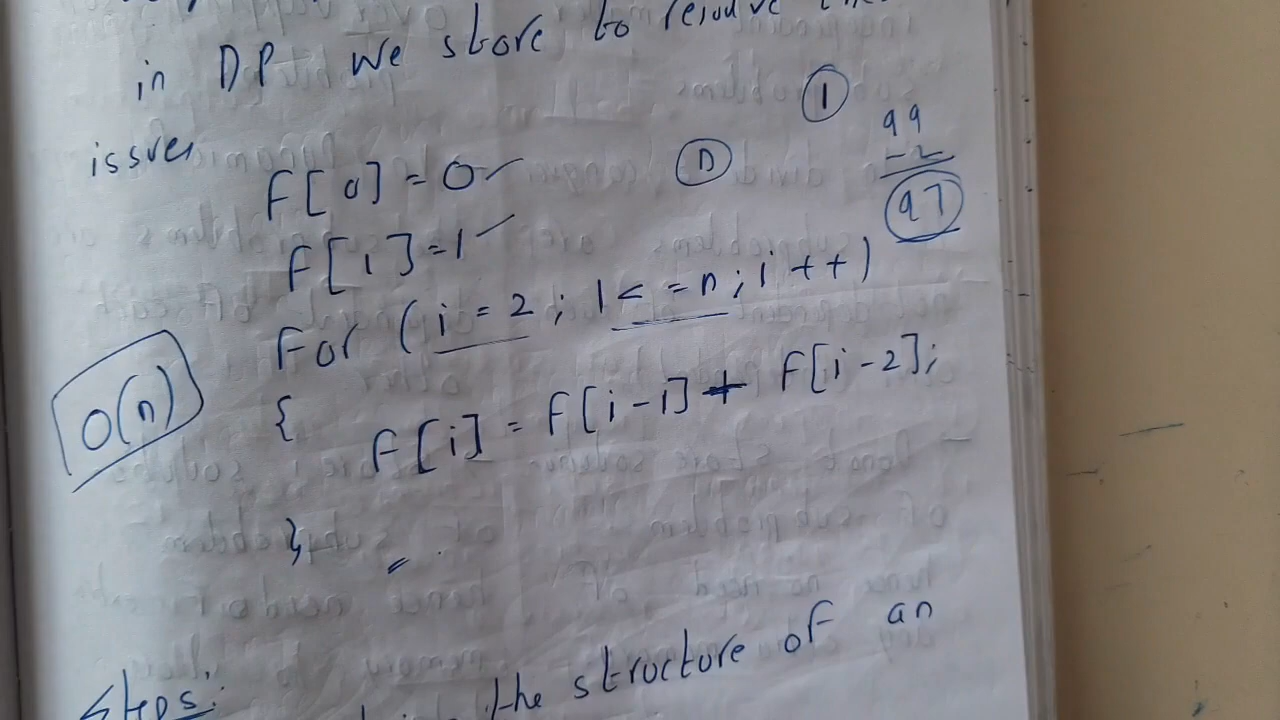 in DP we store to resolve
issues
①
ⓝ
99
-2
97
F[0] = 0
F[1] = 1
For (i = 2; i <= n; i++)
O(n)
{
F[i] = F[i-1] + F[i-2];
}
Steps:
the structure of an